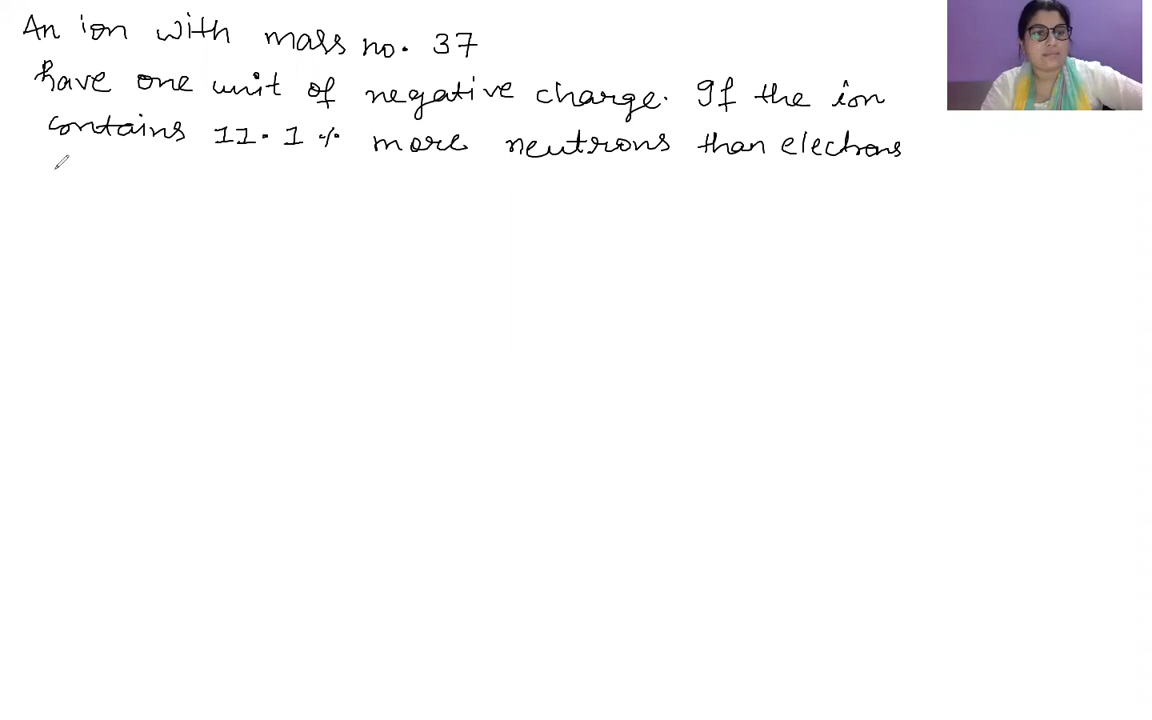 An ion with mass no. 37
have one unit of negative charge. If the ion
contains 11.1% more neutrons than electrons